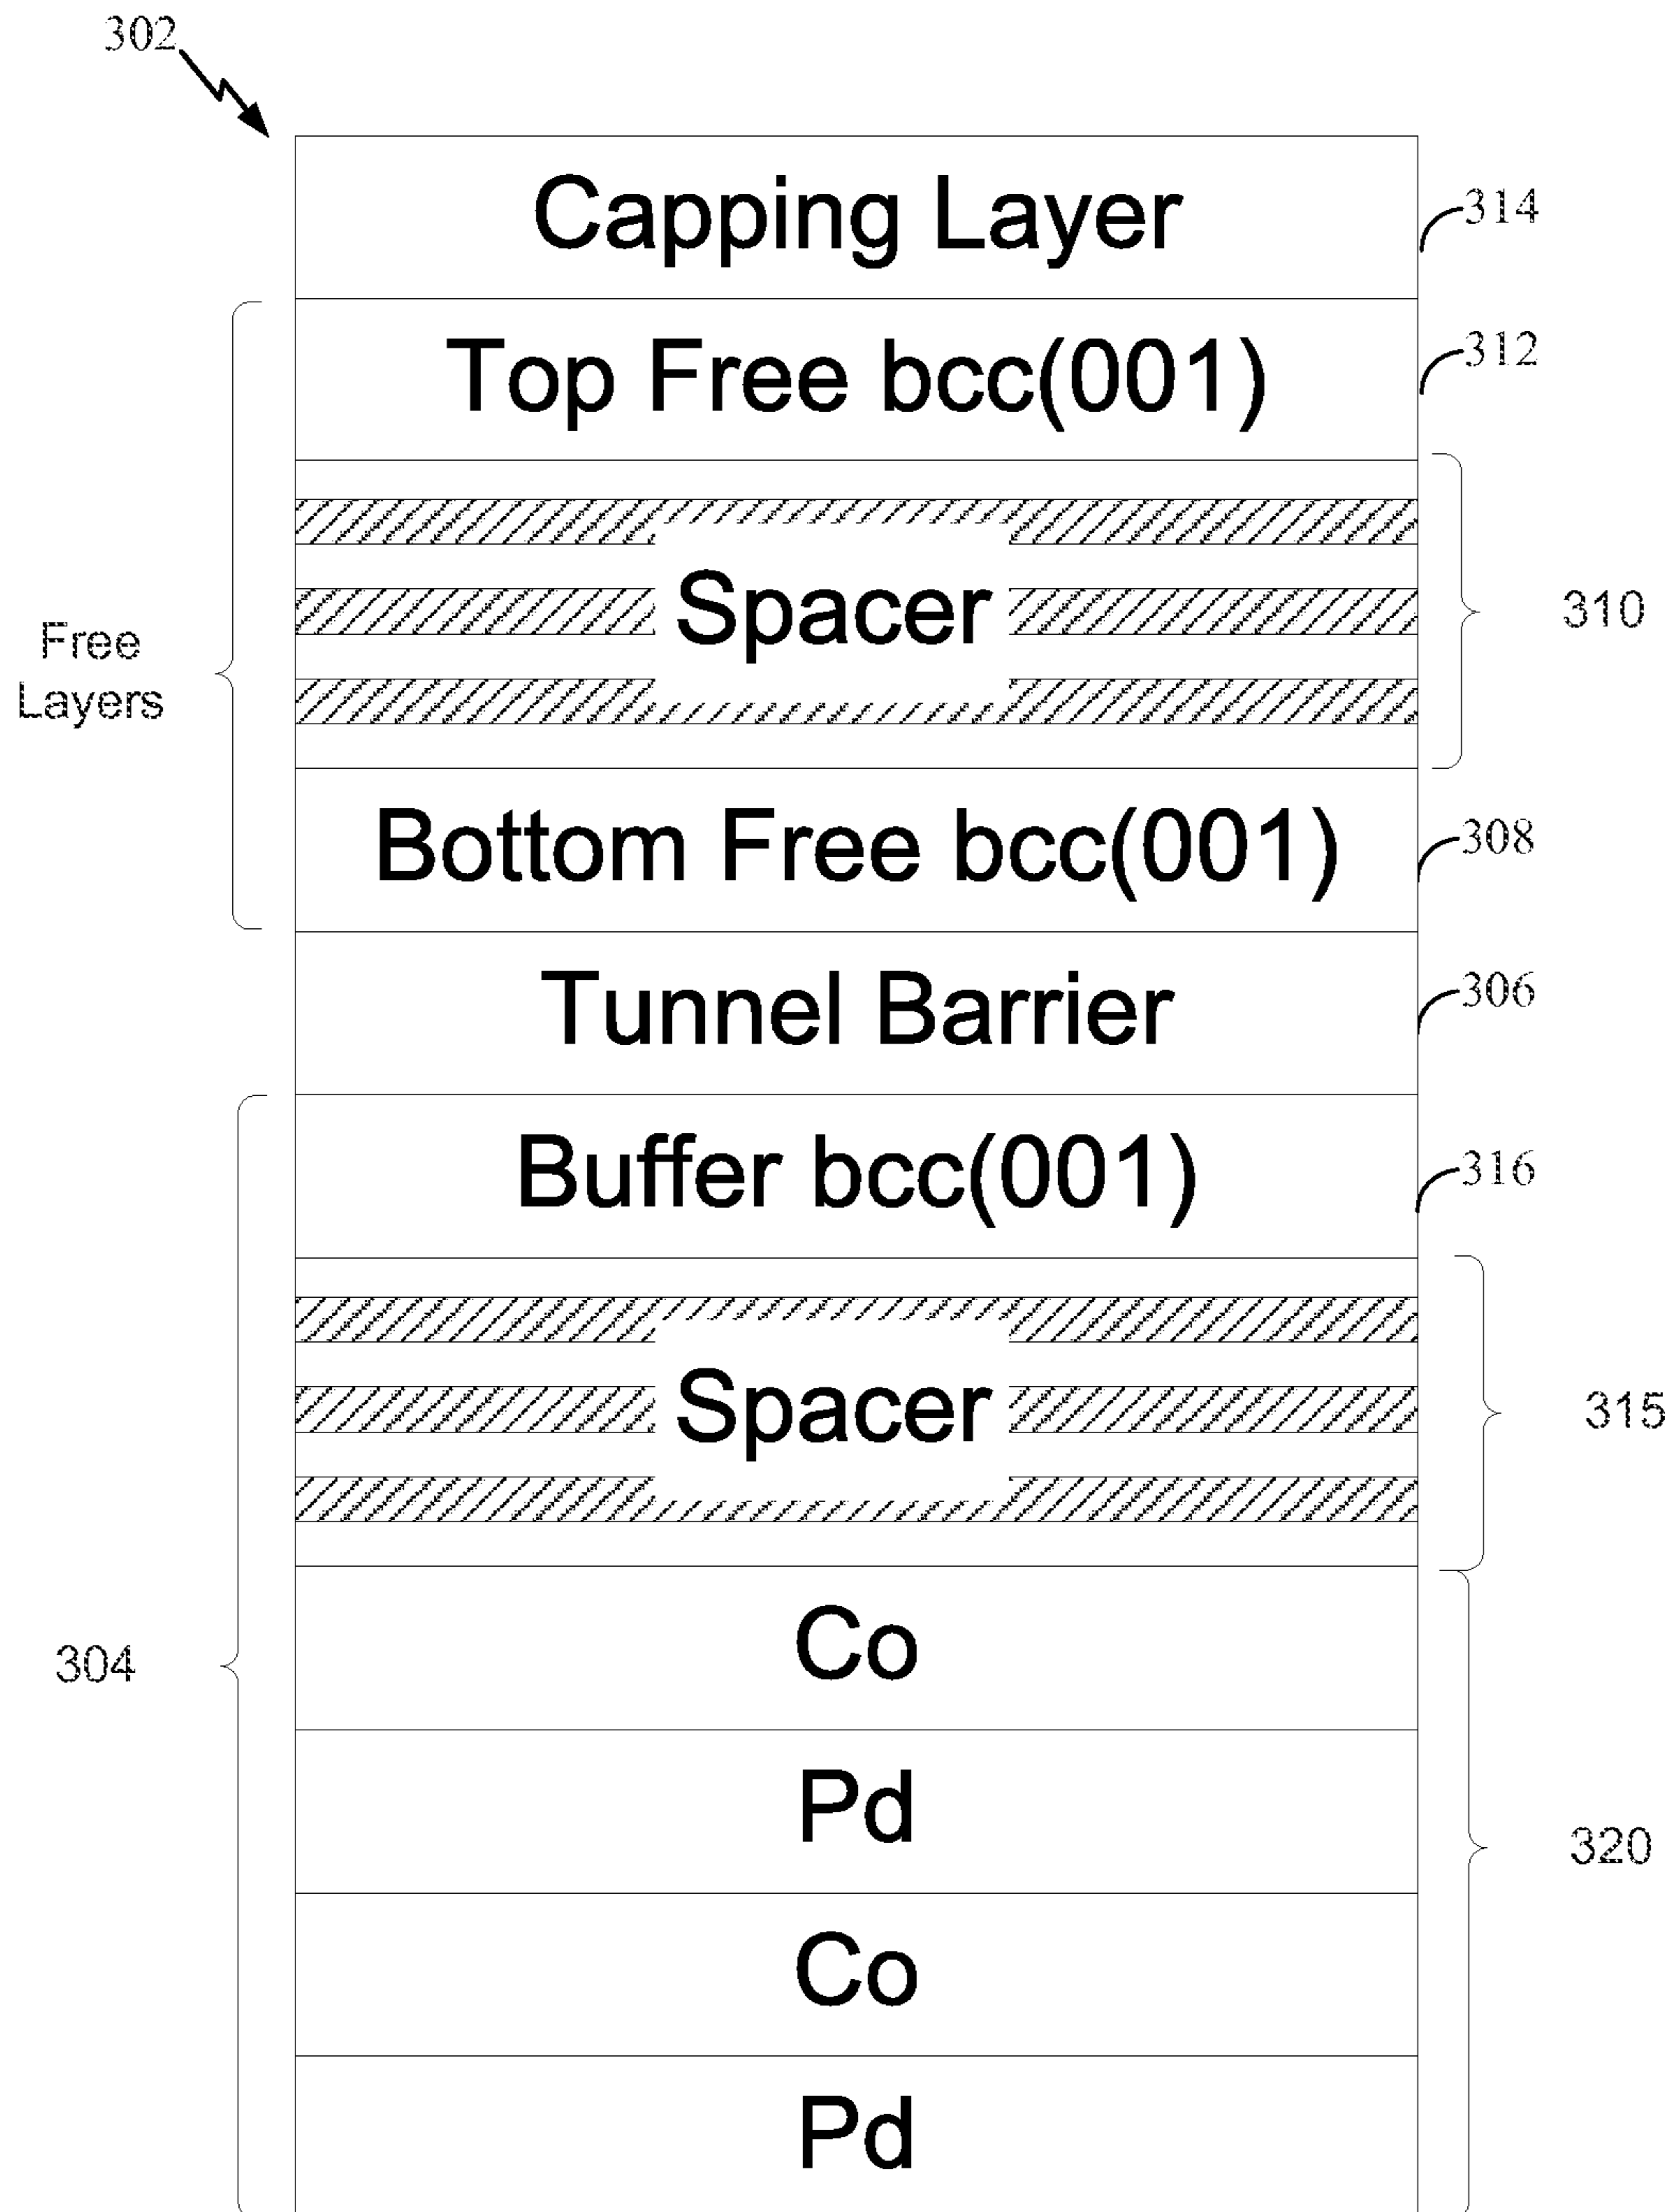 302
Capping Layer
314
Top Free bcc(001)
312
Spacer
310
Free
Layers
Bottom Free bcc(001)
308
Tunnel Barrier
306
Buffer bcc(001)
316
Spacer
315
Co
304
Pd
320
Co
Pd